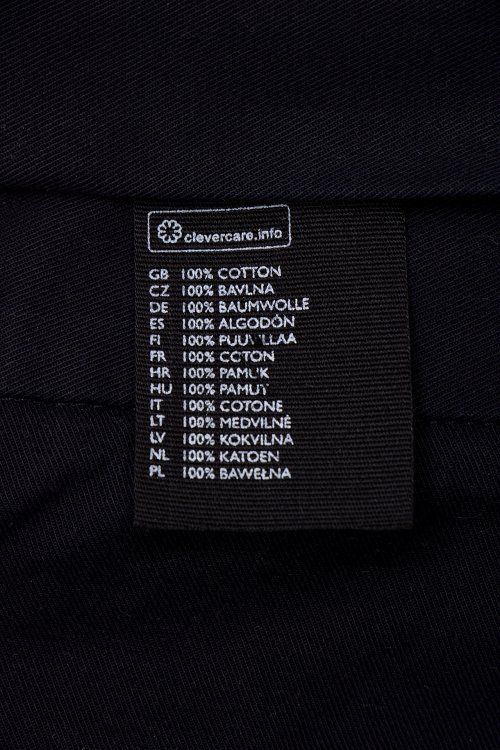 clevercare.info
GB 100% COTTON
CZ 100% BAVLNA
DE 100% BAUMWOLLE
ES 100% ALGODÓN
FI 100% PUUVILLAA
FR 100% COTON
HR 100% PAMUK
HU 100% PAMUT
IT 100% COTONE
LT 100% MEDVILNĖ
LV 100% KOKVILNA
NL 100% KATOEN
PL 100% BAWEŁNA